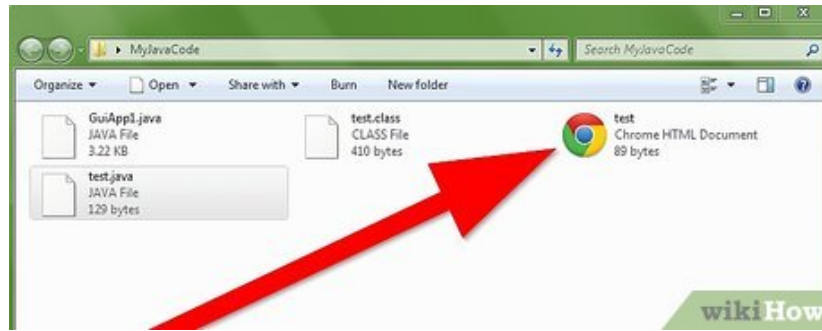 MyJavaCode
Search MyJavaCode
Organize Open Share with Burn New folder
GuiApp1.java
JAVA File
3.22 KB
test.class
CLASS File
410 bytes
test
Chrome HTML Document
89 bytes
test.java
JAVA File
129 bytes
wikiHow